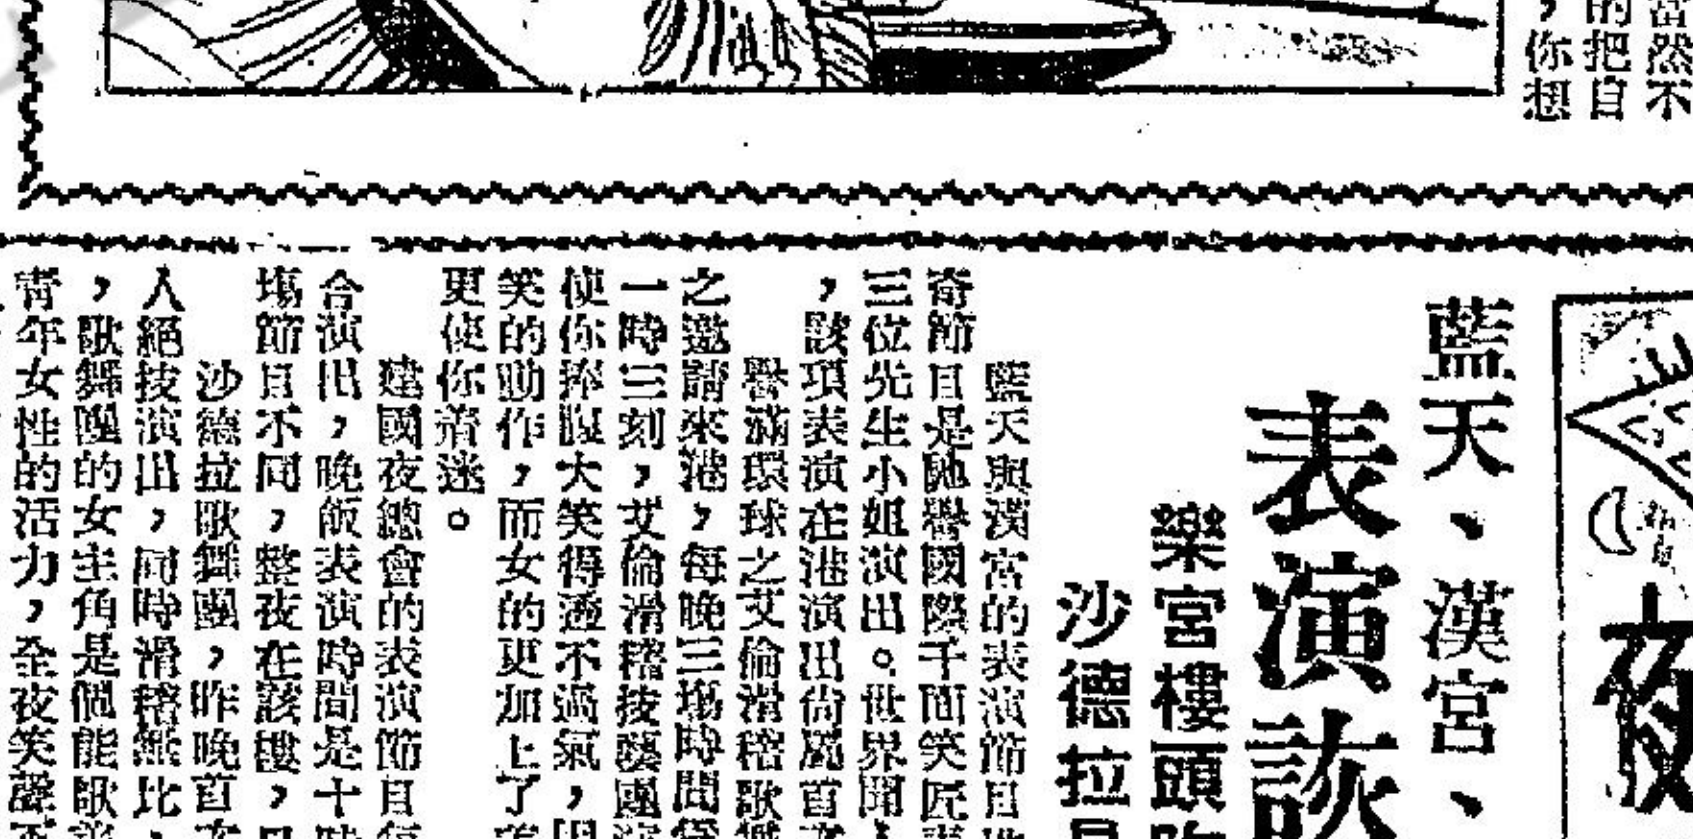 當然不
的把自
，你想
夜
藍天、漢宮、
表演詼
樂宮樓頭昨
沙德拉
藍天與漢宮的表演節目
奇節目是馳譽國際千面笑匠
三位先生小姐演出。世界聞
，該項表演在港演出尚屬首
譽滿環球之艾倫滑稽歌
之邀請來港，每晚三場時間
一時三刻，艾倫滑稽技藝團
使你捧腹大笑得透不過氣，
笑的動作，而女的更加上了
更使你着迷。
建國夜總會的表演節目
合演出，晚飯表演時間是十時
場節目不同，整夜在該樓，
沙德拉歌舞團，昨晚首
入絕技演出，同時滑稽無比，
，歌舞團的女主角是個能歌
青年女性的活力，全夜笑聲